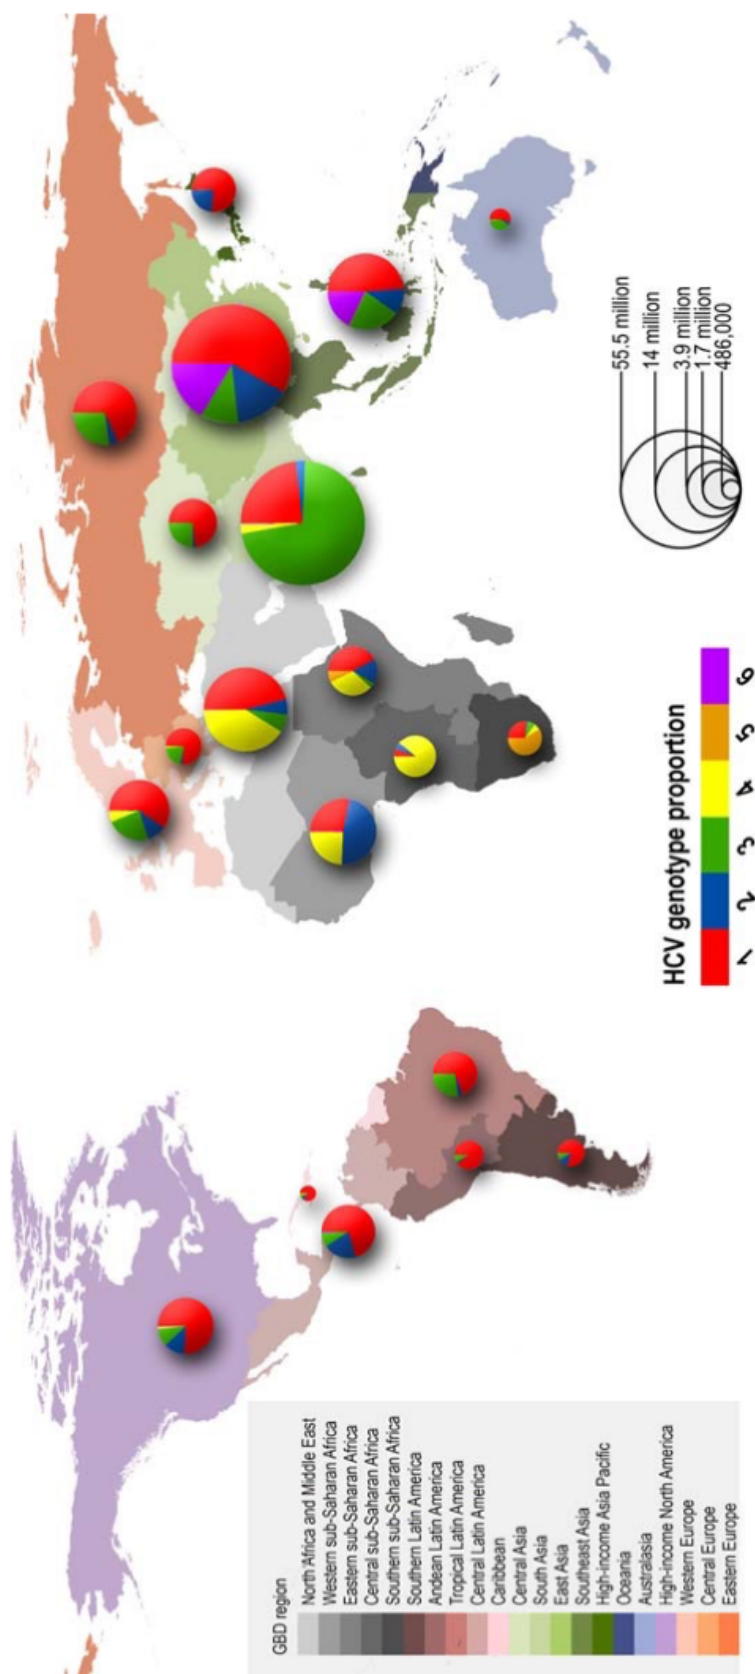 GBD region
North Africa and Middle East
Western sub-Saharan Africa
Eastern sub-Saharan Africa
Central sub-Saharan Africa
Southern sub-Saharan Africa
Southern Latin America
Andean Latin America
Tropical Latin America
Central Latin America
Caribbean
Central Asia
South Asia
East Asia
Southeast Asia
High-income Asia Pacific
Oceania
Australasia
High-income North America
Western Europe
Central Europe
Eastern Europe
HCV genotype proportion
1 2 3 4 5 6
55.5 million
14 million
3.9 million
1.7 million
486,000